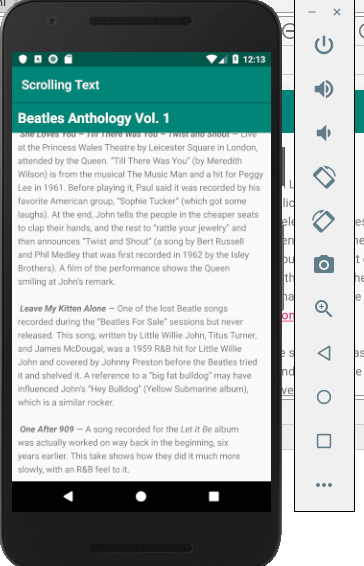 12:13
Scrolling Text
Beatles Anthology Vol. 1
She Loves You – Till There Was You – Twist and Shout — Live
at the Princess Wales Theatre by Leicester Square in London,
attended by the Queen. “Till There Was You” (by Meredith
Wilson) is from the musical The Music Man and a hit for Peggy
Lee in 1961. Before playing it, Paul said it was recorded by his
favorite American group, “Sophie Tucker” (which got some
laughs). At the end, John tells the people in the cheaper seats
to clap their hands, and the rest to “rattle your jewelry” and
then announces “Twist and Shout” (a song by Bert Russell
and Phil Medley that was first recorded in 1962 by the Isley
Brothers). A film of the performance shows the Queen
smiling at John’s remark.
Leave My Kitten Alone — One of the lost Beatle songs
recorded during the “Beatles For Sale” sessions but never
released. This song, written by Little Willie John, Titus Turner,
and James McDougal, was a 1959 R&B hit for Little Willie
John and covered by Johnny Preston before the Beatles tried
it and shelved it. A reference to a “big fat bulldog” may have
influenced John’s “Hey Bulldog” (Yellow Submarine album),
which is a similar rocker.
One After 909 — A song recorded for the Let It Be album
was actually worked on way back in the beginning, six
years earlier. This take shows how they did it much more
slowly, with an R&B feel to it.